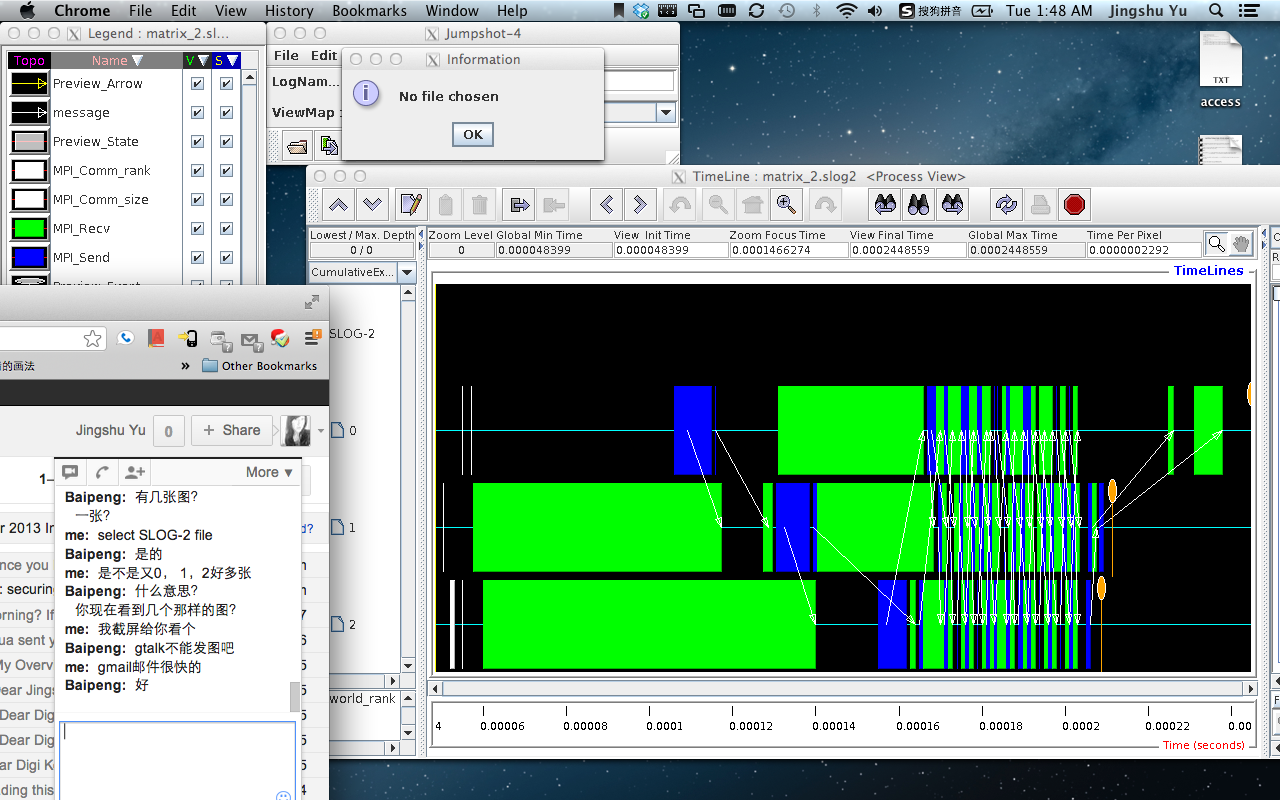 Chrome File Edit View History Bookmarks Window Help
搜狗拼音 Tue 1:48 AM Jingshu Yu
Legend : matrix_2.sl...
Topo Name V S
Preview_Arrow
message
Preview_State
MPI_Comm_rank
MPI_Comm_size
MPI_Recv
MPI_Send
Jumpshot-4
File Edit
LogNam...
ViewMap :
Information
No file chosen
OK
TXT
access
TimeLine : matrix_2.slog2 <Process View>
Lowest / Max. Depth
0 / 0
Zoom Level
0
Global Min Time
0.000048399
View Init Time
0.000048399
Zoom Focus Time
0.0001466274
View Final Time
0.0002448559
Global Max Time
0.0002448559
Time Per Pixel
0.0000002292
CumulativeEx...
TimeLines
SLOG-2
0
1
2
world_rank
4 0.00006 0.00008 0.0001 0.00012 0.00014 0.00016 0.00018 0.0002 0.00022 0.00
Time (seconds)
的画法
» Other Bookmarks
Jingshu Yu 0 + Share
1–
More
Baipeng: 有几张图?
一张?
me: select SLOG-2 file
Baipeng: 是的
me: 是不是又0，1，2好多张
Baipeng: 什么意思?
你现在看到几个那样的图?
me: 我截屏给你看个
Baipeng: gtalk不能发图吧
me: gmail邮件很快的
Baipeng: 好
r 2013 In
d?
nce you
: securing
orning? If
ua sent y
My Overv
Dear Jings
Dear Dig
Dear Dig
Dear Digi K
ding this